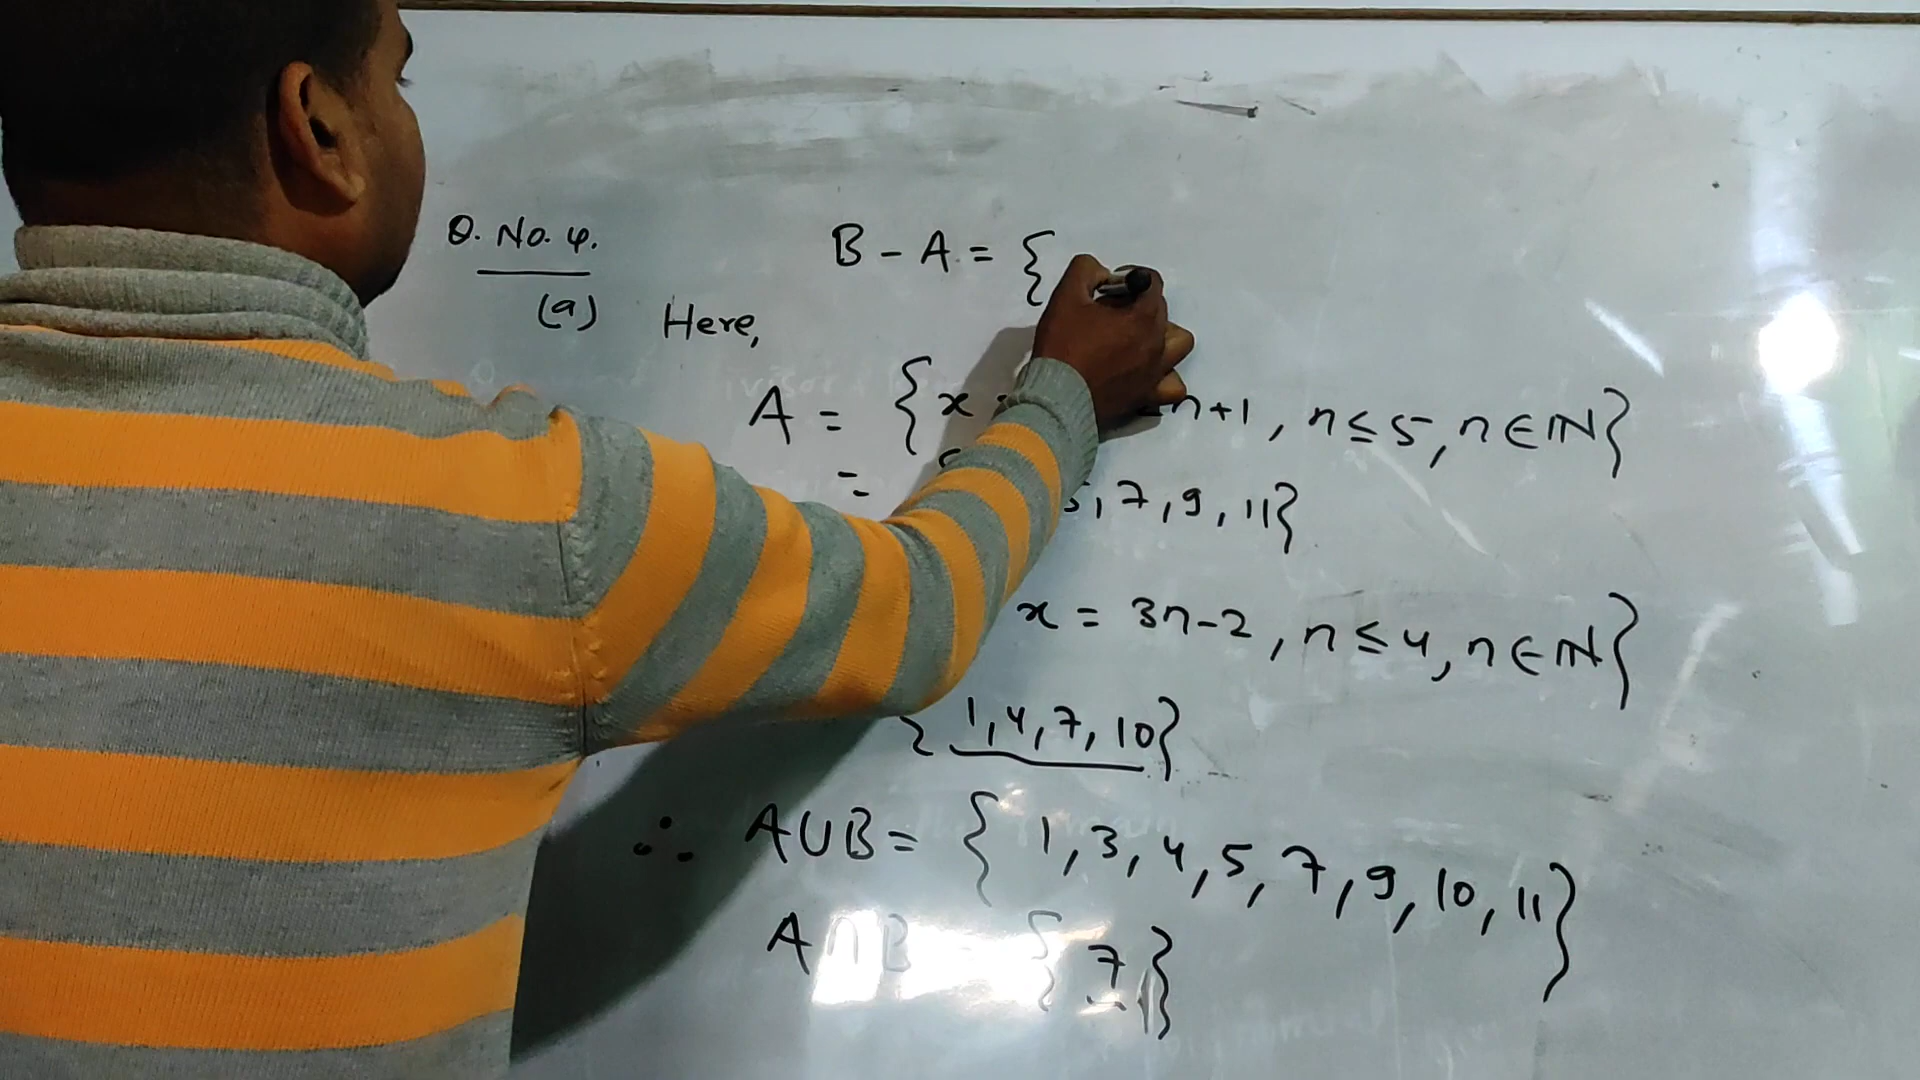 Q. No. 4.
B - A = {
(a) Here,
A = { x n+1, n ≤ 5, n ∈ ℕ}
= 5, 7, 9, 11}
x = 3n-2, n ≤ 4, n ∈ ℕ}
{ 1, 4, 7, 10}
∴ A∪B = { 1, 3, 4, 5, 7, 9, 10, 11}
A∩B = { 7 }